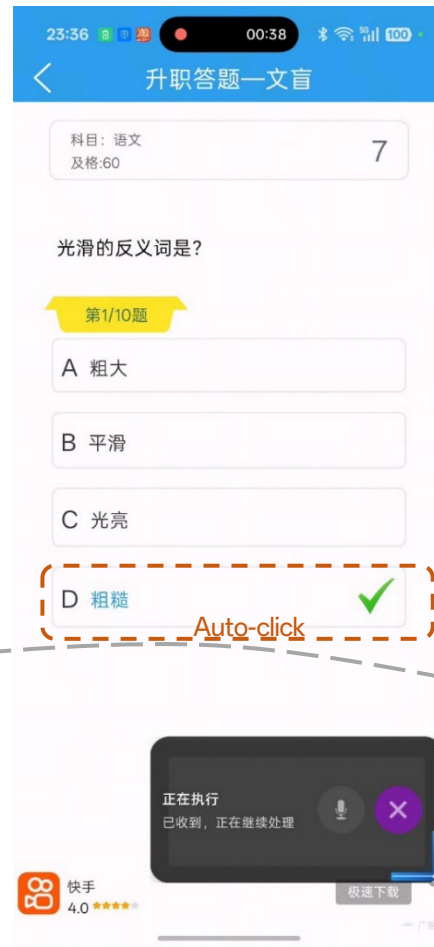 23:36
00:38
5G
100
升职答题—文盲
科目：语文
及格:60
7
光滑的反义词是？
第1/10题
A 粗大
B 平滑
C 光亮
D 粗糙
Auto-click
正在执行
已收到，正在继续处理
快手
4.0
极速下载